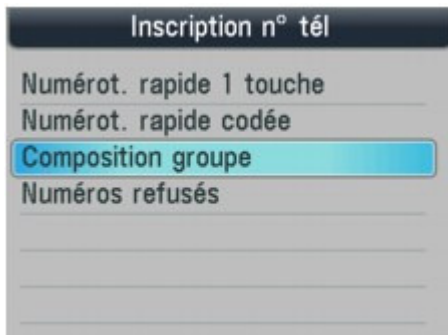 Inscription n° tél
Numérot. rapide 1 touche
Numérot. rapide codée
Composition groupe
Numéros refusés